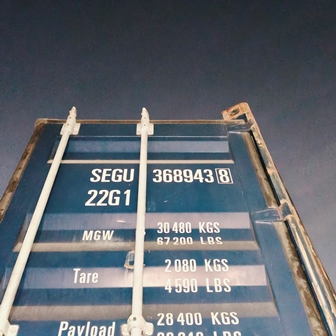 SEGU 368943 8
22G1
MGW 30 480 KGS
67 200 LBS
Tare 2 080 KGS
4 590 LBS
Payload 28 400 KGS
LBS